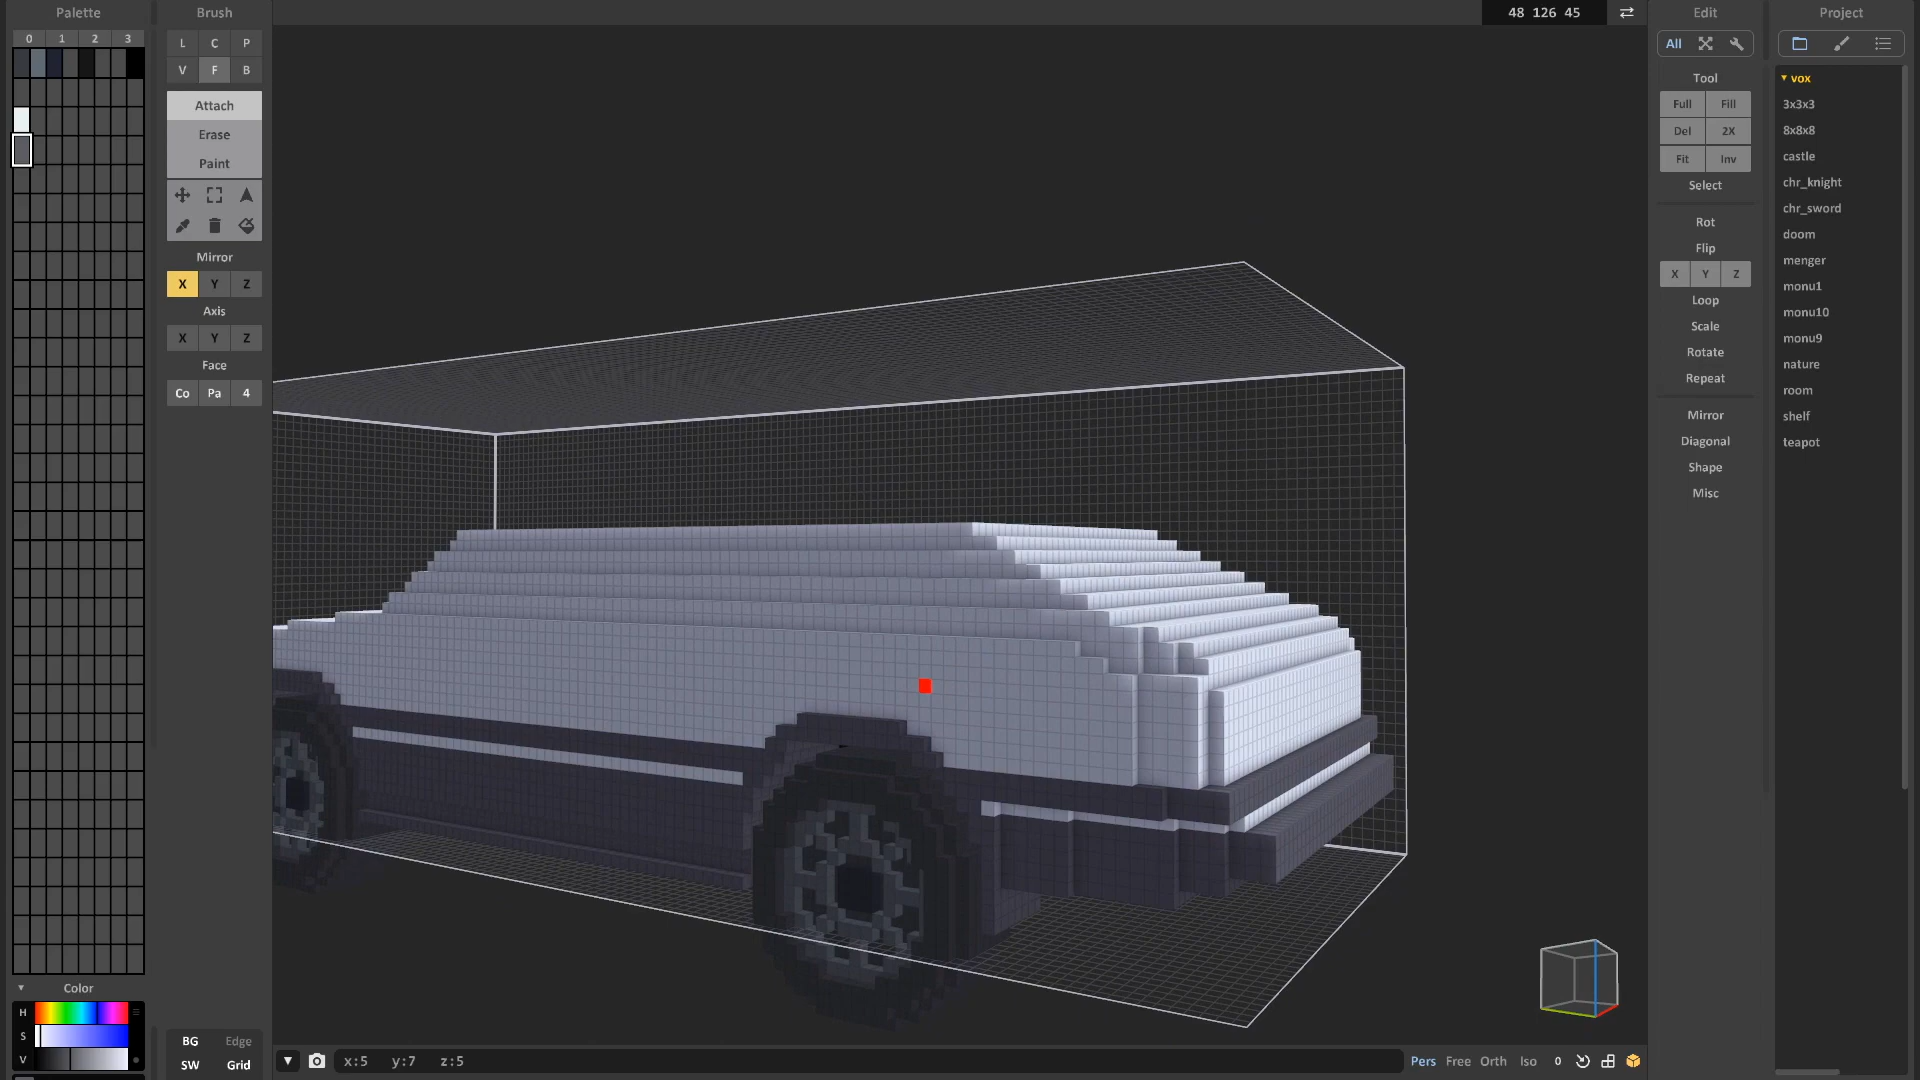 Palette
0 1 2 3
Color
H
S
V
Brush
L C P
V F B
Attach
Erase
Paint
Mirror
X Y Z
Axis
X Y Z
Face
Co Pa 4
BG Edge
SW Grid
48 126 45
x:5 y:7 z:5
Pers Free Orth Iso 0
Edit
All
Tool
Full Fill
Del 2X
Fit Inv
Select
Rot
Flip
X Y Z
Loop
Scale
Rotate
Repeat
Mirror
Diagonal
Shape
Misc
Project
vox
3x3x3
8x8x8
castle
chr_knight
chr_sword
doom
menger
monu1
monu10
monu9
nature
room
shelf
teapot